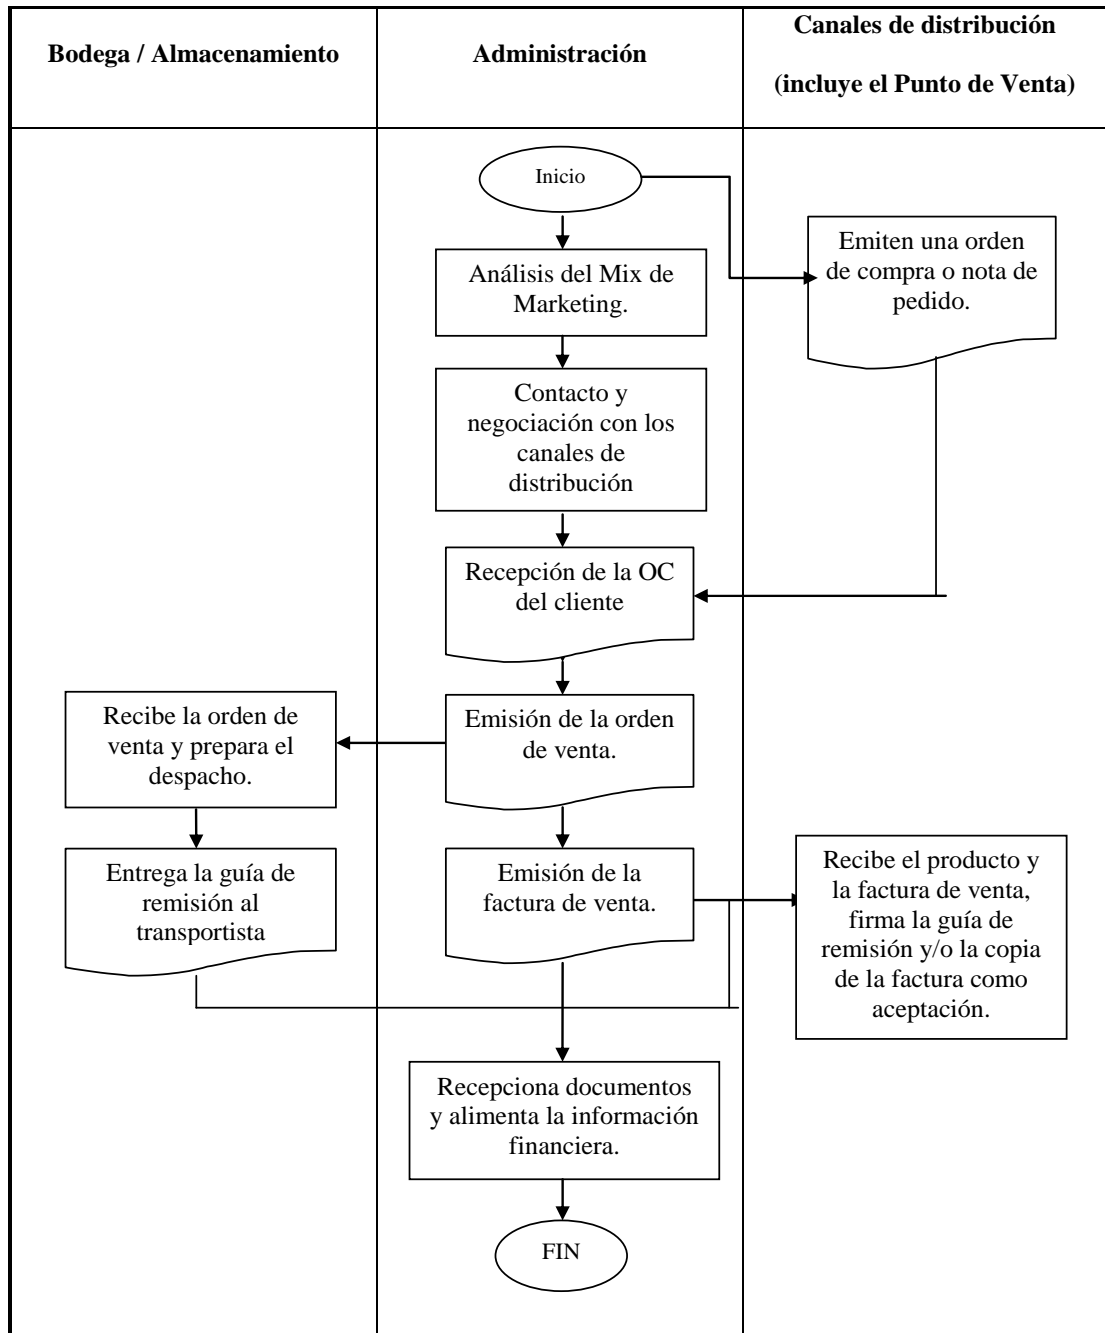 Bodega / Almacenamiento
Administración
Canales de distribución
(incluye el Punto de Venta)
Inicio
Emiten una orden
de compra o nota de
pedido.
Análisis del Mix de
Marketing.
Contacto y
negociación con los
canales de
distribución
Recepción de la OC
del cliente
Recibe la orden de
venta y prepara el
despacho.
Emisión de la orden
de venta.
Entrega la guía de
remisión al
transportista
Emisión de la
factura de venta.
Recibe el producto y
la factura de venta,
firma la guía de
remisión y/o la copia
de la factura como
aceptación.
Recepciona documentos
y alimenta la información
financiera.
FIN